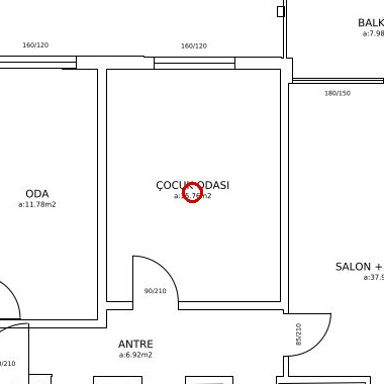 BALK
a:7.98
160/120
160/120
180/150
ÇOCUK ODASI
ODA
a:11.78m2
SALON +
a:37.9
90/210
85/210
ANTRE
a:6.92m2
/210